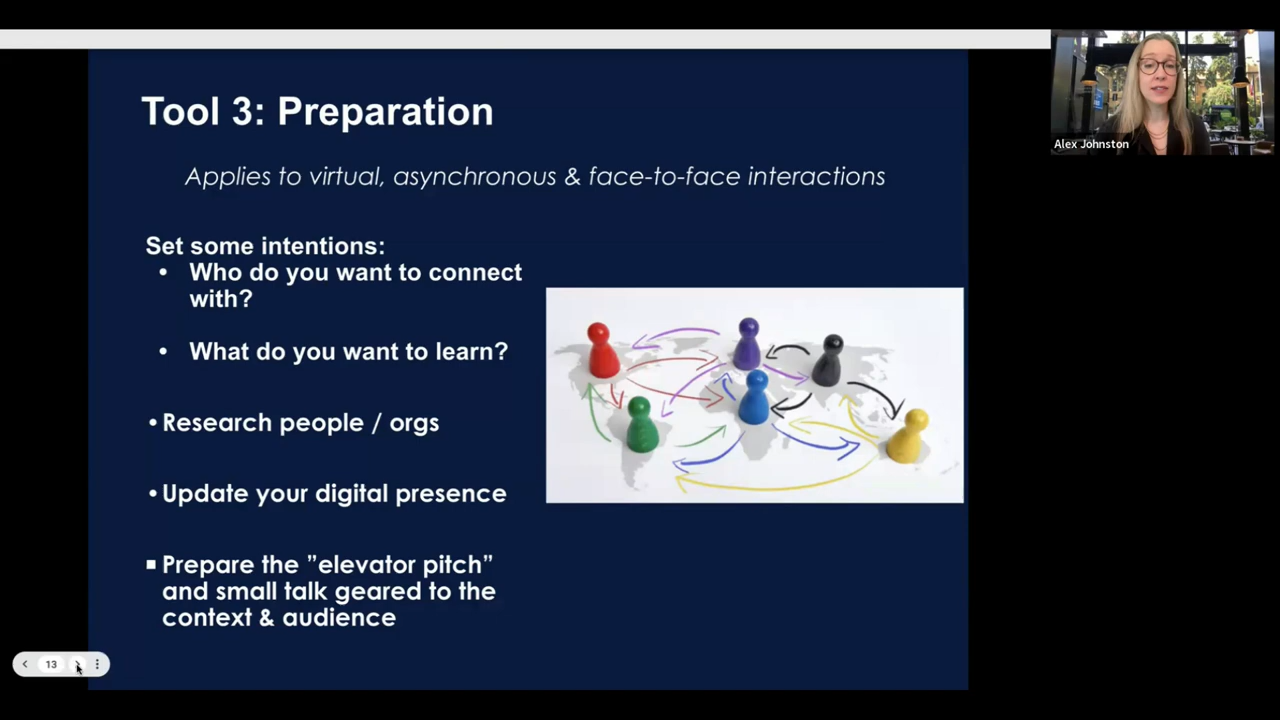 Tool 3: Preparation
Applies to virtual, asynchronous & face-to-face interactions
Set some intentions:
• Who do you want to connect
with?
• What do you want to learn?
• Research people / orgs
• Update your digital presence
▪ Prepare the ”elevator pitch”
and small talk geared to the
context & audience
Alex Johnston
13